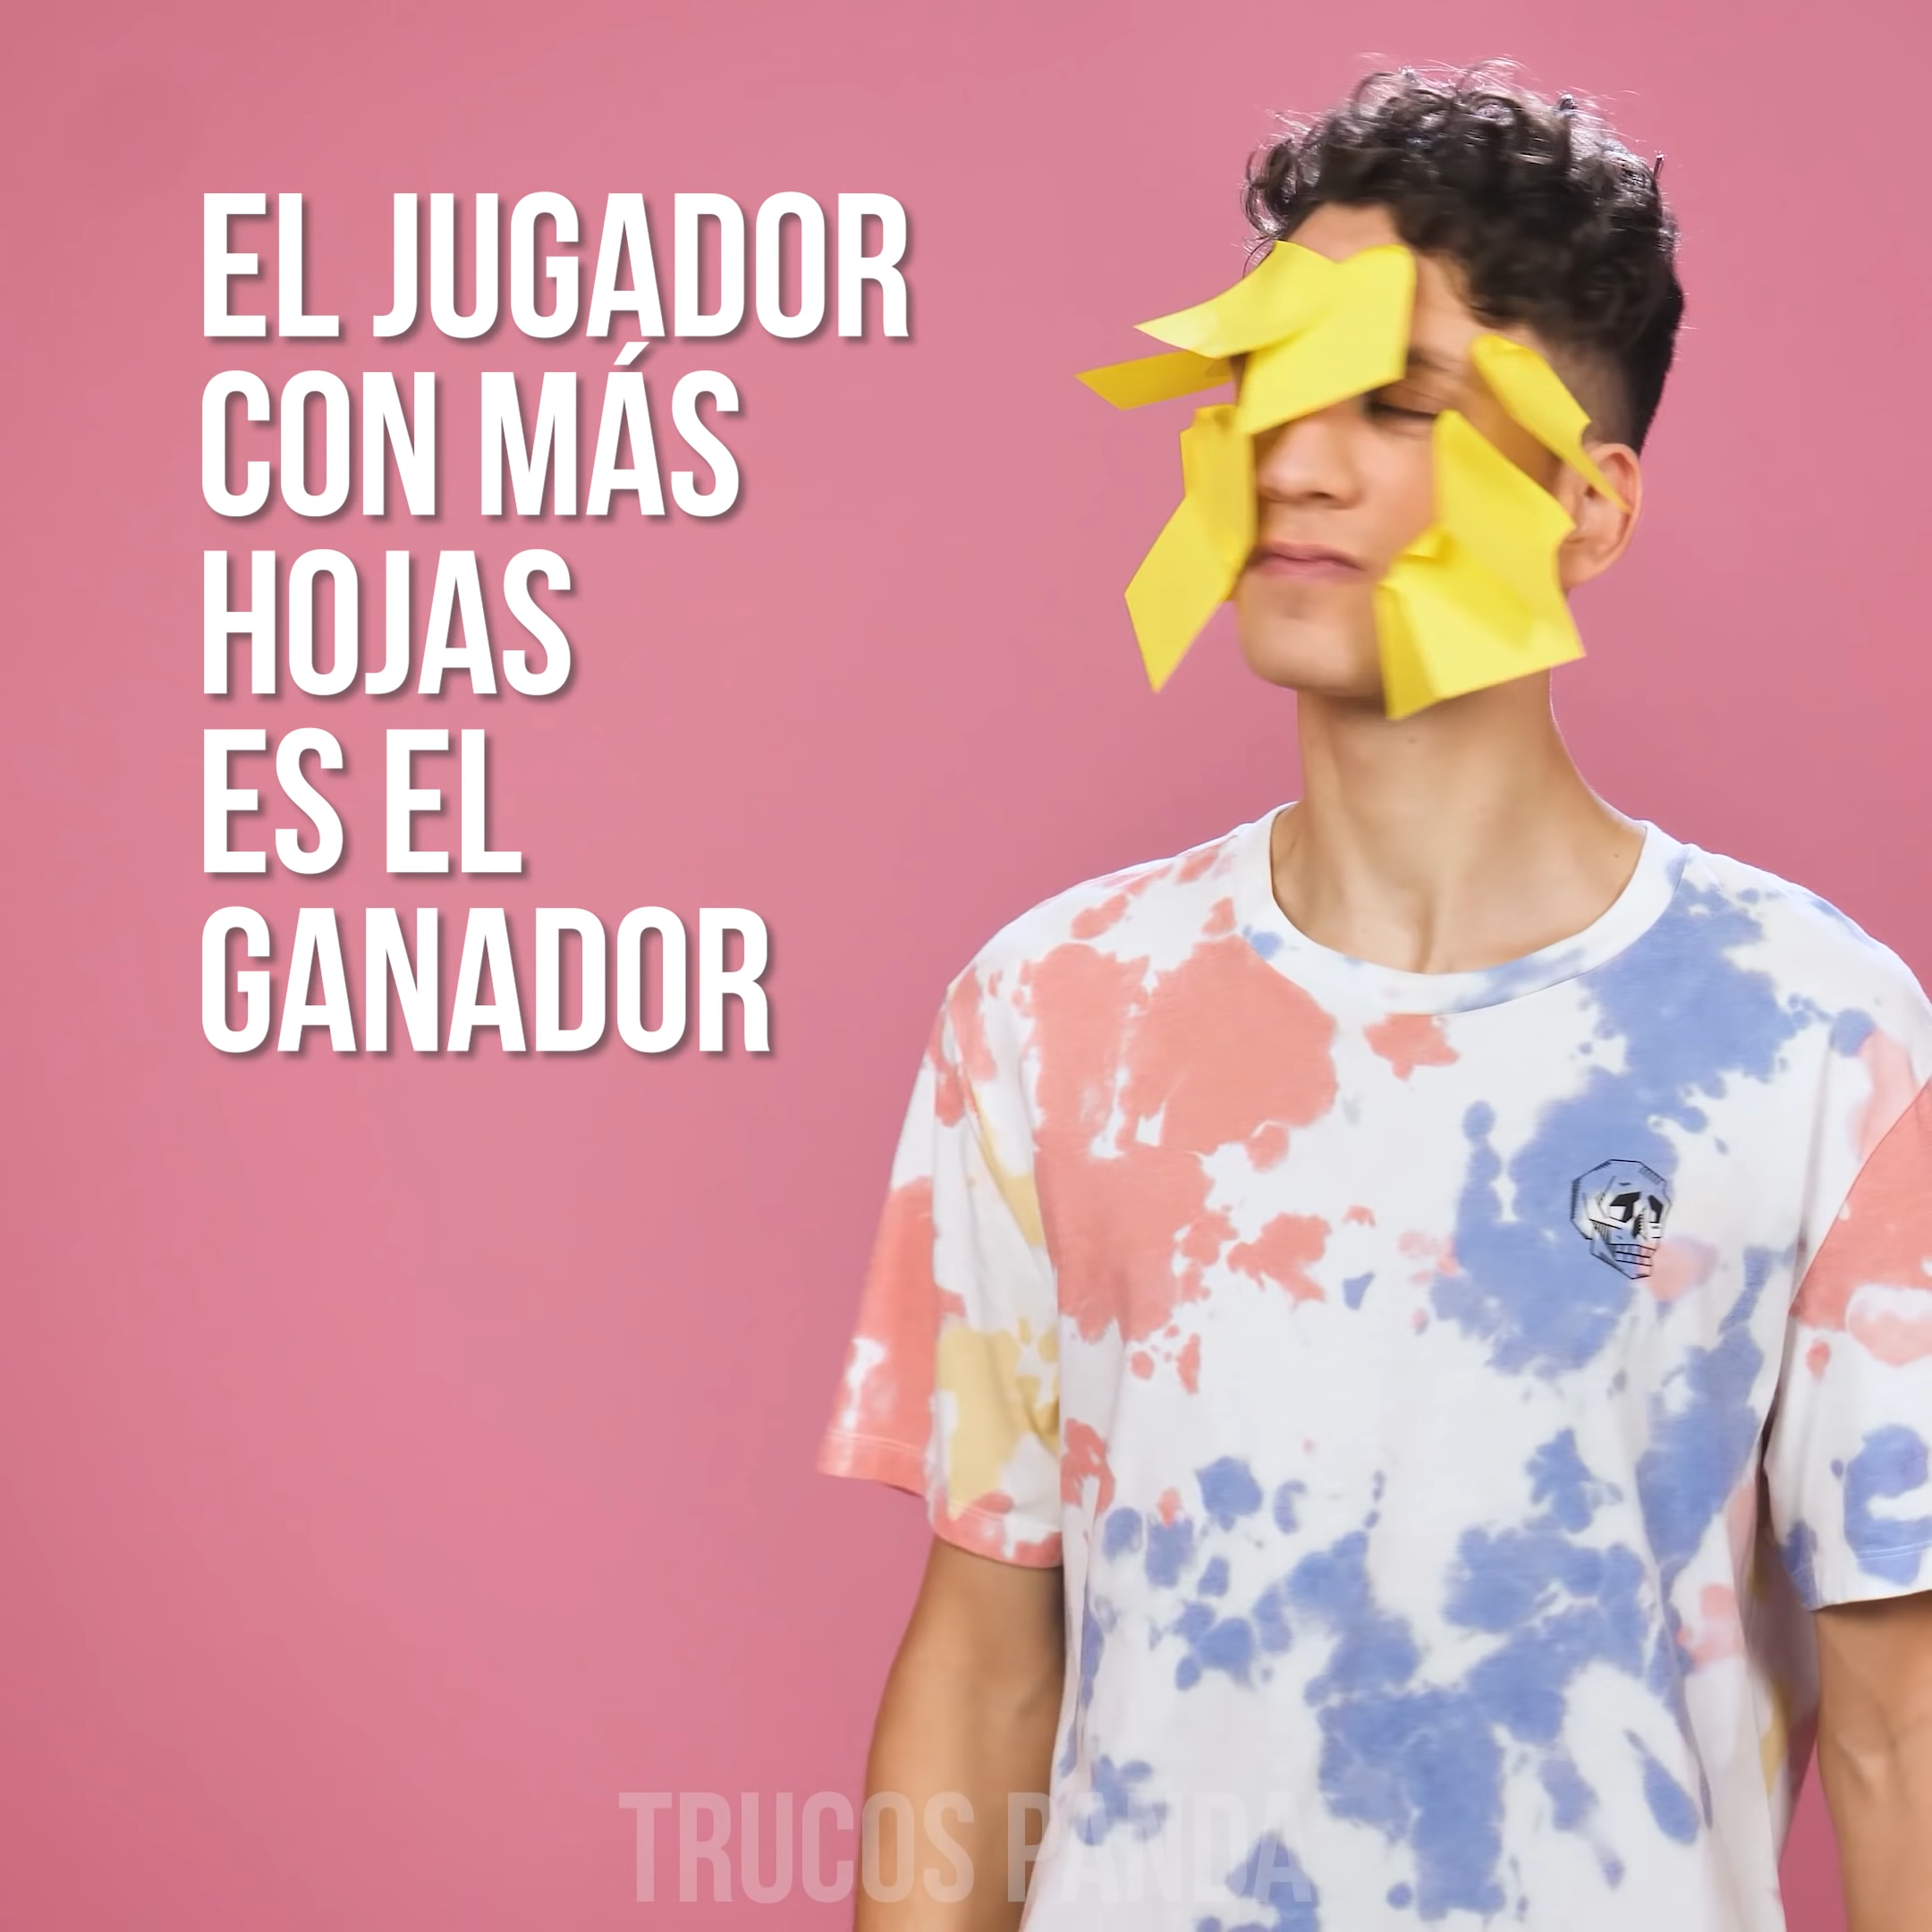 EL JUGADOR
CON MÁS
HOJAS
ES EL
GANADOR
TRUCOS PANDA